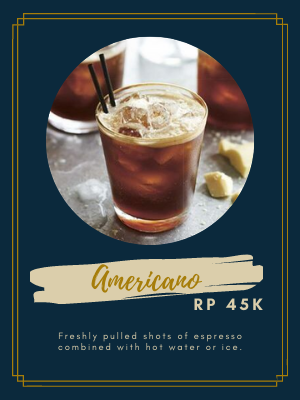 Americano
RP 45K
Freshly pulled shots of espresso
combined with hot water or ice.